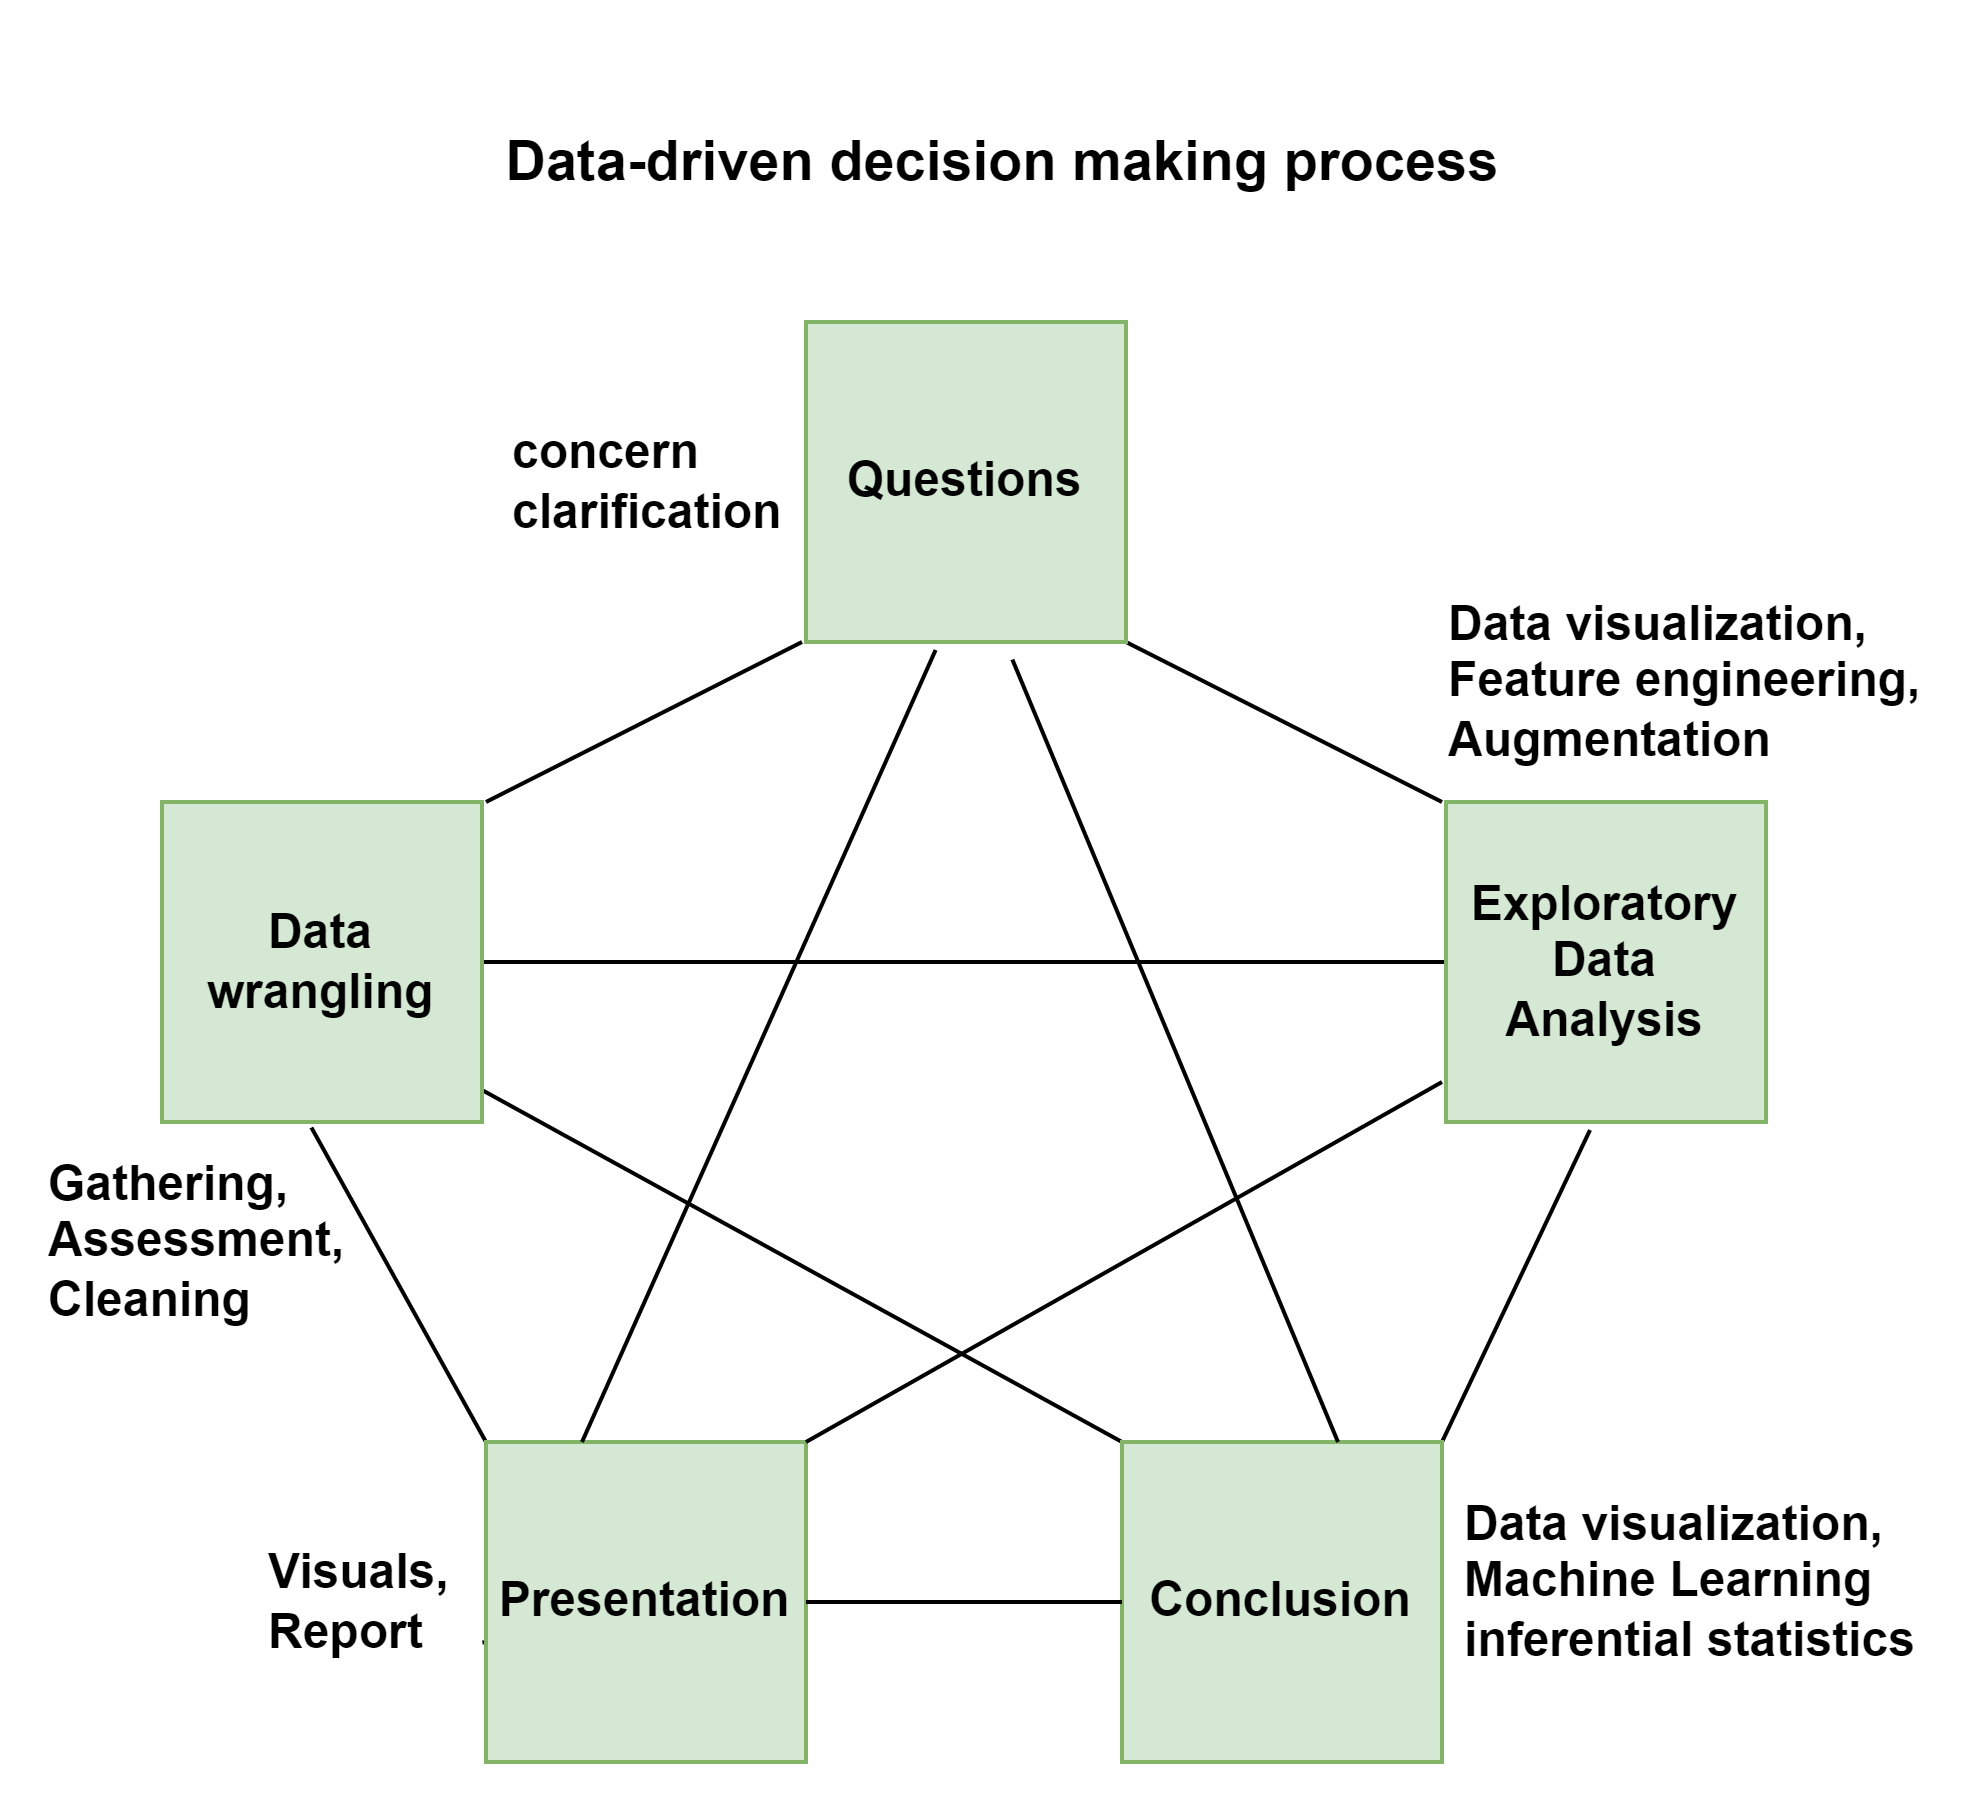 Data-driven decision making process
concern
clarification
Questions
Data visualization,
Feature engineering,
Augmentation
Data
wrangling
Exploratory
Data
Analysis
Gathering,
Assessment,
Cleaning
Visuals,
Report
Presentation
Conclusion
Data visualization,
Machine Learning
inferential statistics